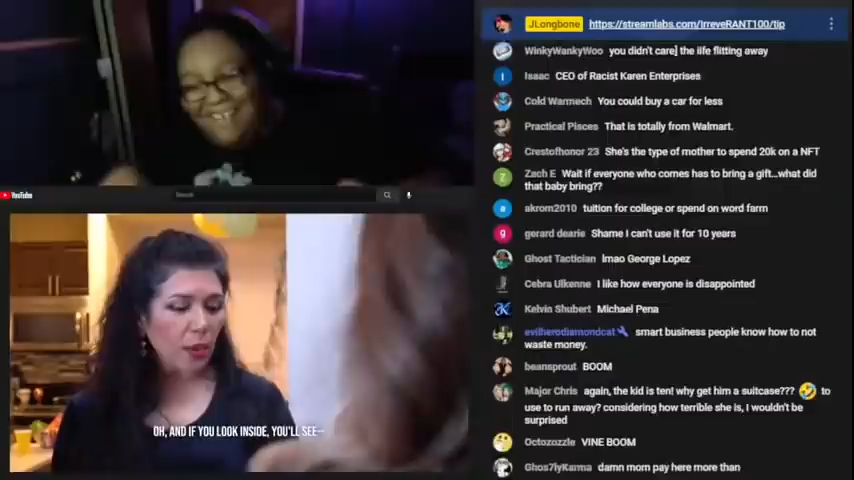 JLongbone https://streamlabs.com/IrreveRANT100/tip
WinkyWankyWoo you didn't care] the life flitting away
Isaac CEO of Racist Karen Enterprises
Cold Warmech You could buy a car for less
Practical Pisces That is totally from Walmart.
Crestofhonor 23 She's the type of mother to spend 20k on a NFT
Zach E Wait if everyone who comes has to bring a gift...what did
that baby bring??
akrom2010 tuition for college or spend on word farm
gerard dearie Shame I can't use it for 10 years
Ghost Tactician lmao George Lopez
Cebra Ulkenne I like how everyone is disappointed
Kelvin Shubert Michael Pena
evilherodiamondcat smart business people know how to not
waste money.
beansprout BOOM
Major Chris again, the kid is ten! why get him a suitcase??? 🤣 to
use to run away? considering how terrible she is, I wouldn't be
surprised
Octozozzle VINE BOOM
Ghos7lyKarma damn mom pay here more than
YouTube
Search
OH, AND IF YOU LOOK INSIDE, YOU'LL SEE--